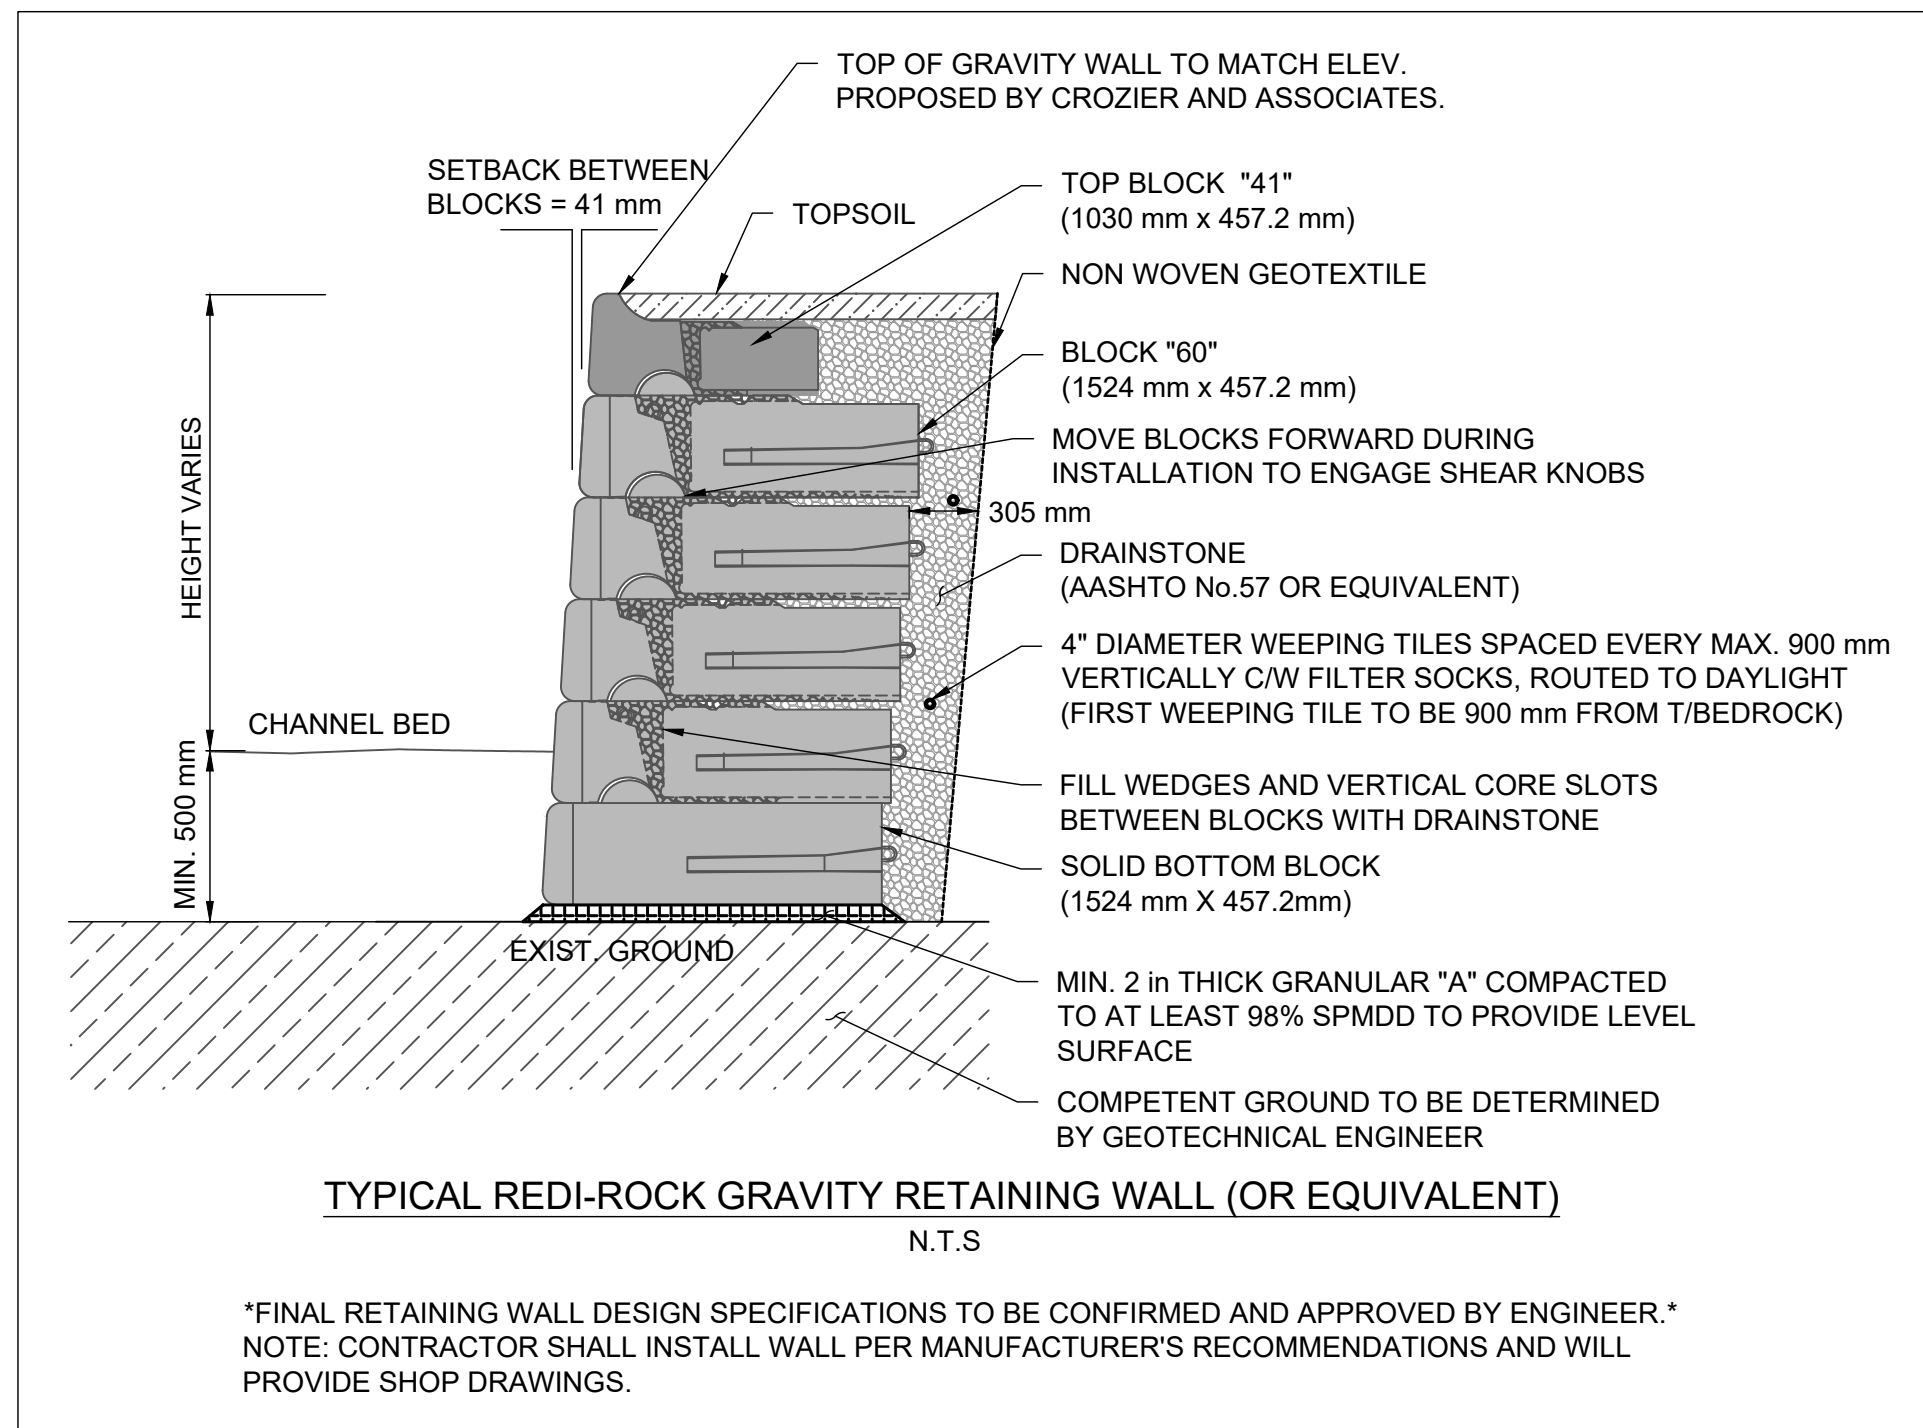 TOP OF GRAVITY WALL TO MATCH ELEV.
PROPOSED BY CROZIER AND ASSOCIATES.
SETBACK BETWEEN
BLOCKS = 41 mm
TOPSOIL
TOP BLOCK "41"
(1030 mm x 457.2 mm)
NON WOVEN GEOTEXTILE
BLOCK "60"
(1524 mm x 457.2 mm)
MOVE BLOCKS FORWARD DURING
INSTALLATION TO ENGAGE SHEAR KNOBS
305 mm
HEIGHT VARIES
DRAINSTONE
(AASHTO No.57 OR EQUIVALENT)
4" DIAMETER WEEPING TILES SPACED EVERY MAX. 900 mm
VERTICALLY C/W FILTER SOCKS, ROUTED TO DAYLIGHT
(FIRST WEEPING TILE TO BE 900 mm FROM T/BEDROCK)
CHANNEL BED
MIN. 500 mm
FILL WEDGES AND VERTICAL CORE SLOTS
BETWEEN BLOCKS WITH DRAINSTONE
SOLID BOTTOM BLOCK
(1524 mm X 457.2mm)
EXIST. GROUND
MIN. 2 in THICK GRANULAR "A" COMPACTED
TO AT LEAST 98% SPMDD TO PROVIDE LEVEL
SURFACE
COMPETENT GROUND TO BE DETERMINED
BY GEOTECHNICAL ENGINEER
TYPICAL REDI-ROCK GRAVITY RETAINING WALL (OR EQUIVALENT)
N.T.S
*FINAL RETAINING WALL DESIGN SPECIFICATIONS TO BE CONFIRMED AND APPROVED BY ENGINEER.*
NOTE: CONTRACTOR SHALL INSTALL WALL PER MANUFACTURER'S RECOMMENDATIONS AND WILL
PROVIDE SHOP DRAWINGS.